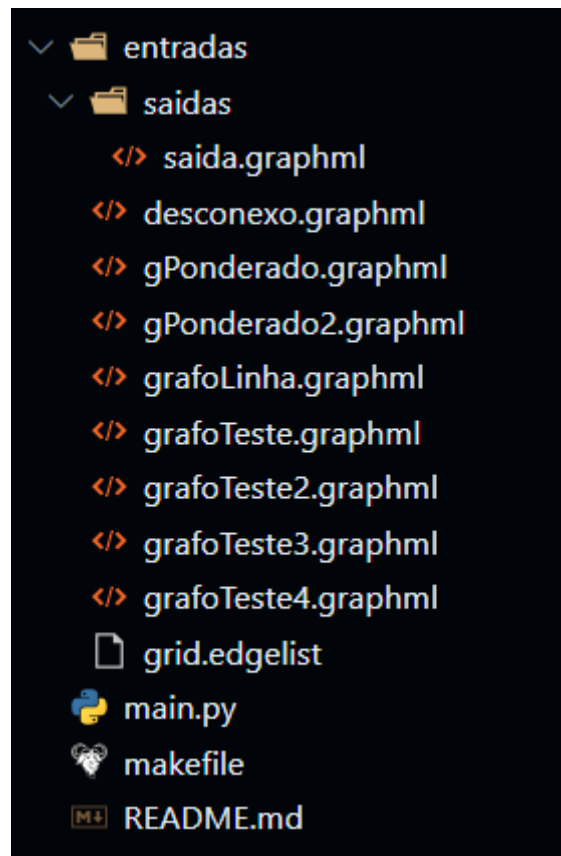 entradas
saidas
</> saida.graphml
</> desconexo.graphml
</> gPonderado.graphml
</> gPonderado2.graphml
</> grafoLinha.graphml
</> grafoTeste.graphml
</> grafoTeste2.graphml
</> grafoTeste3.graphml
</> grafoTeste4.graphml
grid.edgelist
main.py
makefile
M↓ README.md